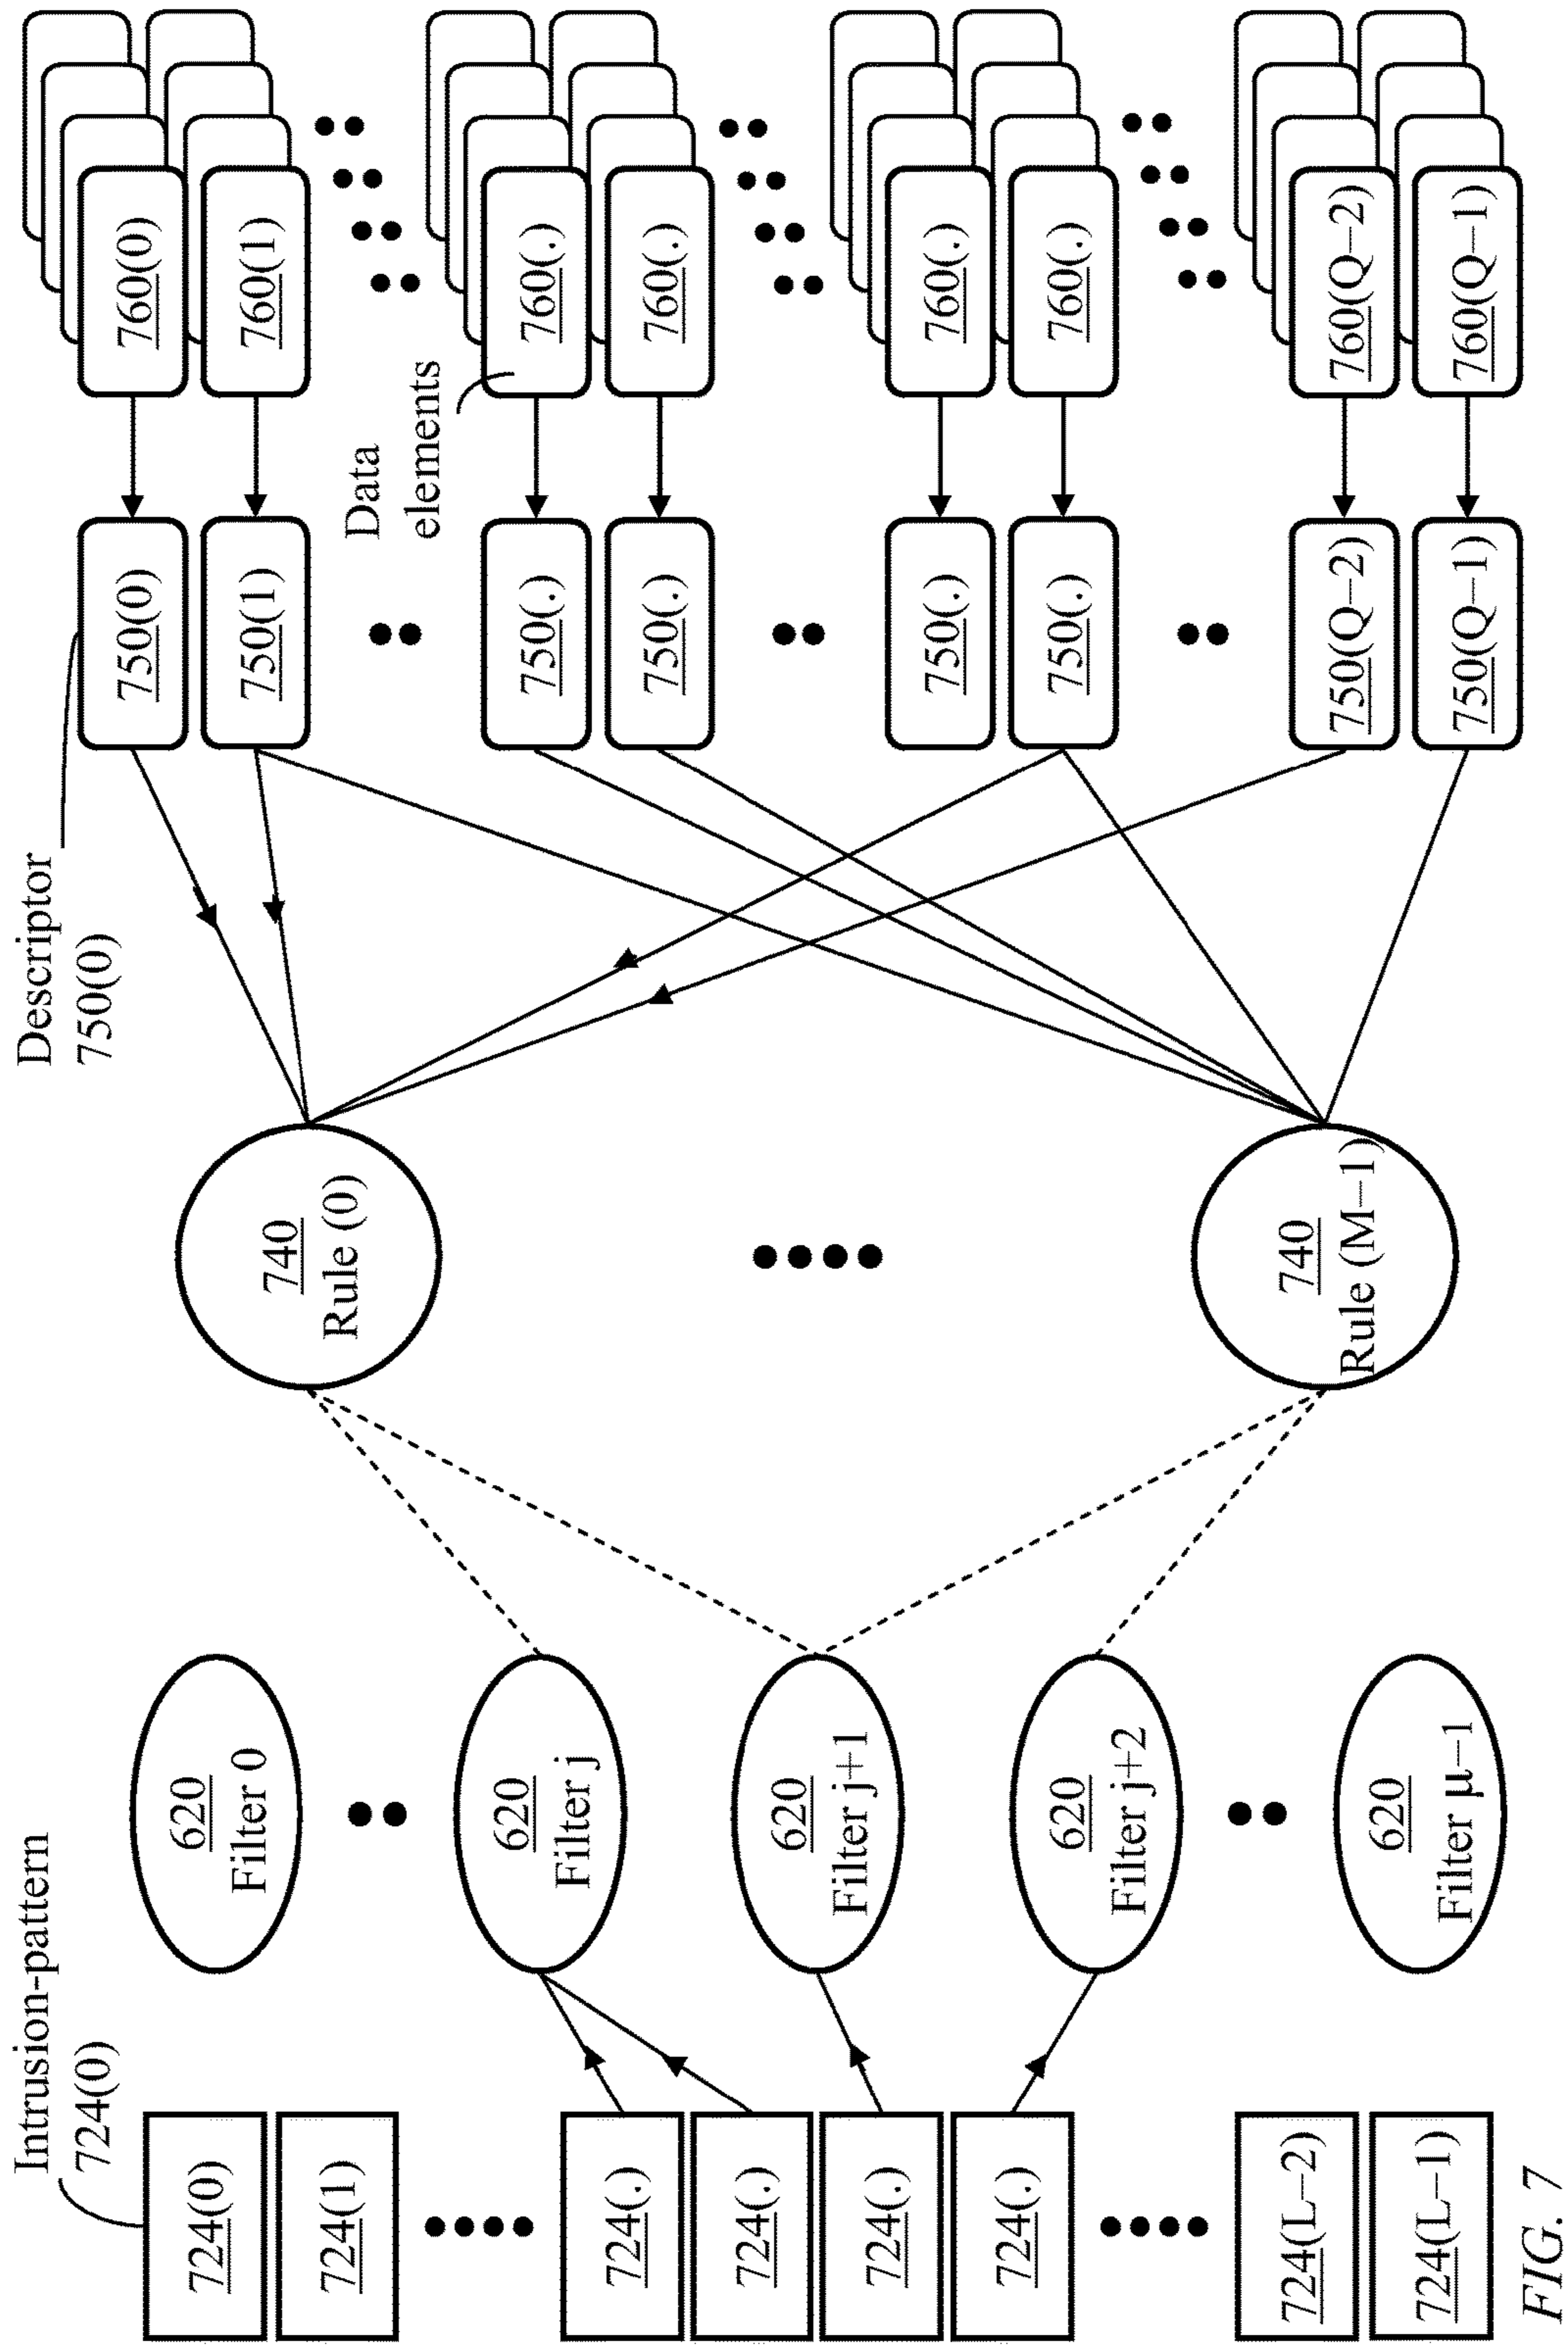 Intrusion-pattern
724(0)
724(0)
724(1)
724(.)
724(.)
724(.)
724(.)
724(L–2)
724(L–1)
620
Filter 0
620
Filter j
620
Filter j+1
620
Filter j+2
620
Filter μ–1
740
Rule (0)
740
Rule (M–1)
Descriptor
750(0)
750(0)
750(1)
750(.)
750(.)
750(.)
750(.)
750(Q–2)
750(Q–1)
Data
elements
760(0)
760(1)
760(.)
760(.)
760(.)
760(.)
760(Q–2)
760(Q–1)
FIG. 7